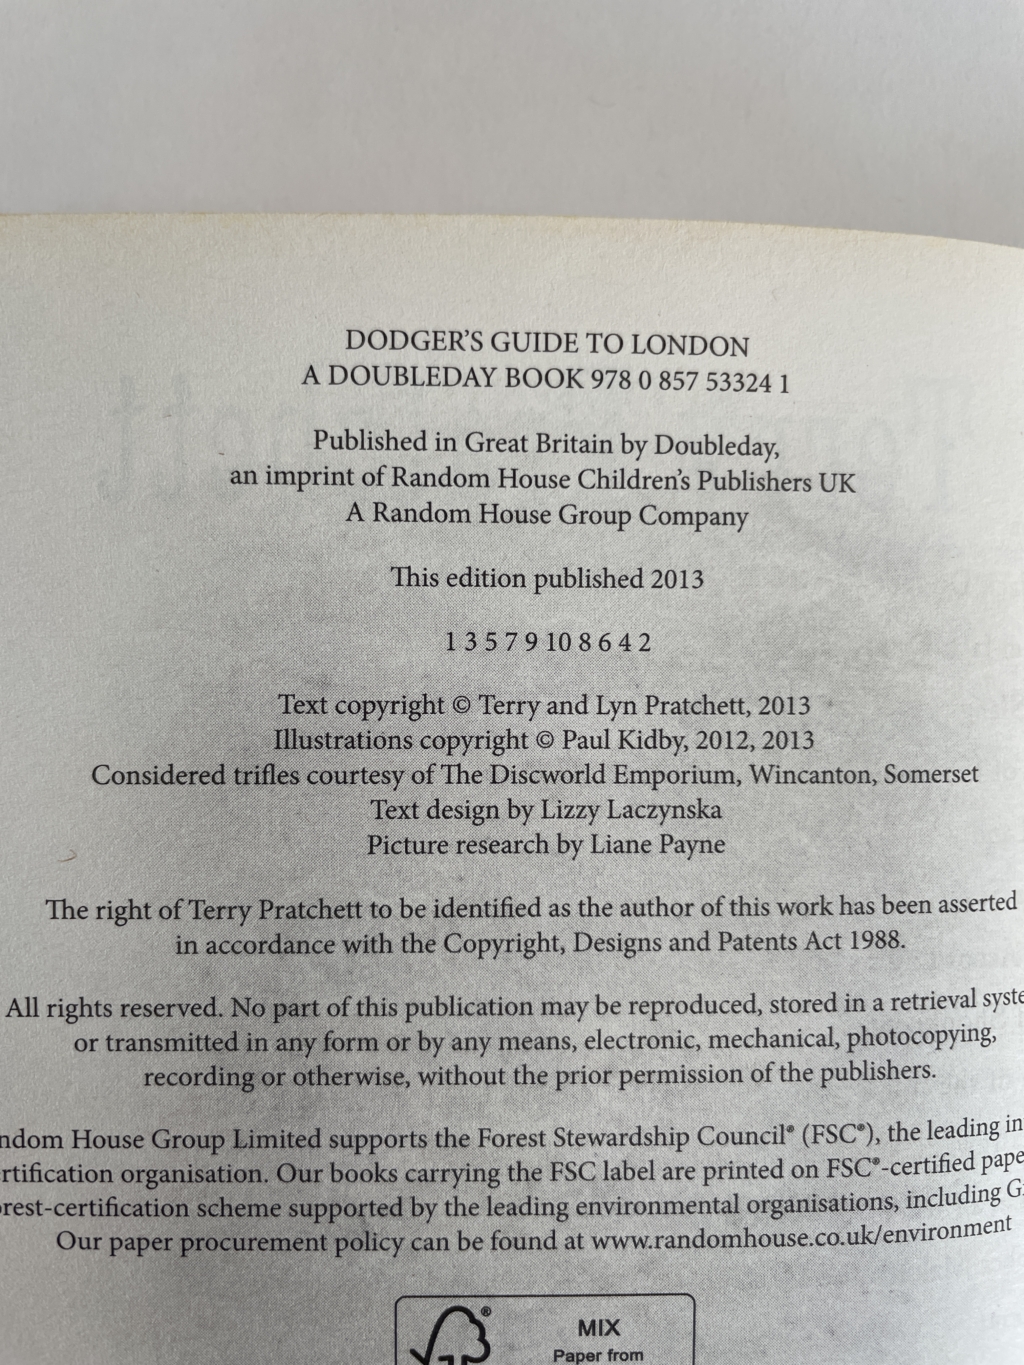 DODGER'S GUIDE TO LONDON
A DOUBLEDAY BOOK 978 0 857 53324 1
Published in Great Britain by Doubleday,
an imprint of Random House Children's Publishers UK
A Random House Group Company
This edition published 2013
1 3 5 7 9 10 8 6 4 2
Text copyright © Terry and Lyn Pratchett, 2013
Illustrations copyright © Paul Kidby, 2012, 2013
Considered trifles courtesy of The Discworld Emporium, Wincanton, Somerset
Text design by Lizzy Laczynska
Picture research by Liane Payne
The right of Terry Pratchett to be identified as the author of this work has been asserted
in accordance with the Copyright, Designs and Patents Act 1988.
All rights reserved. No part of this publication may be reproduced, stored in a retrieval syste
or transmitted in any form or by any means, electronic, mechanical, photocopying,
recording or otherwise, without the prior permission of the publishers.
ndom House Group Limited supports the Forest Stewardship Council® (FSC®), the leading in
rtification organisation. Our books carrying the FSC label are printed on FSC®-certified pape
rest-certification scheme supported by the leading environmental organisations, including G
Our paper procurement policy can be found at www.randomhouse.co.uk/environment
®
MIX
Paper from